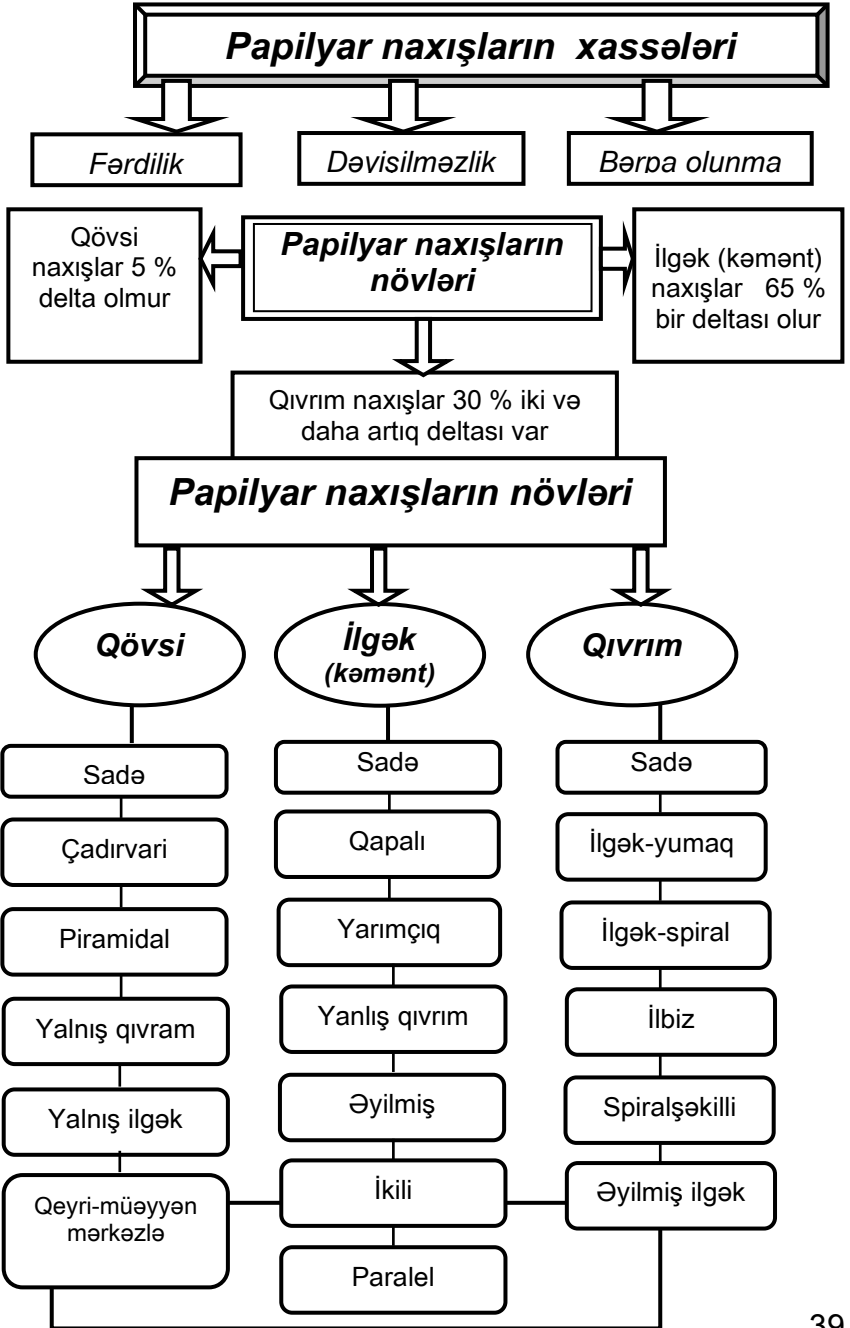 Papilyar naxışların xassələri
Fərdilik
Dəyişilməzlik
Bərpa olunma
Qövsi
naxışlar 5 %
delta olmur
Papilyar naxışların
növləri
İlgək (kəmənt)
naxışlar 65 %
bir deltası olur
Qıvrım naxışlar 30 % iki və
daha artıq deltası var
Papilyar naxışların növləri
Qövsi
İlgək
(kəmənt)
Qıvrım
Sadə
Çadırvari
Piramidal
Yalnış qıvram
Yalnış ilgək
Qeyri-müəyyən
mərkəzlə
Sadə
Qapalı
Yarımçıq
Yanlış qıvrım
Əyilmiş
İkili
Paralel
Sadə
İlgək-yumaq
İlgək-spiral
İlbiz
Spiralşəkilli
Əyilmiş ilgək
39